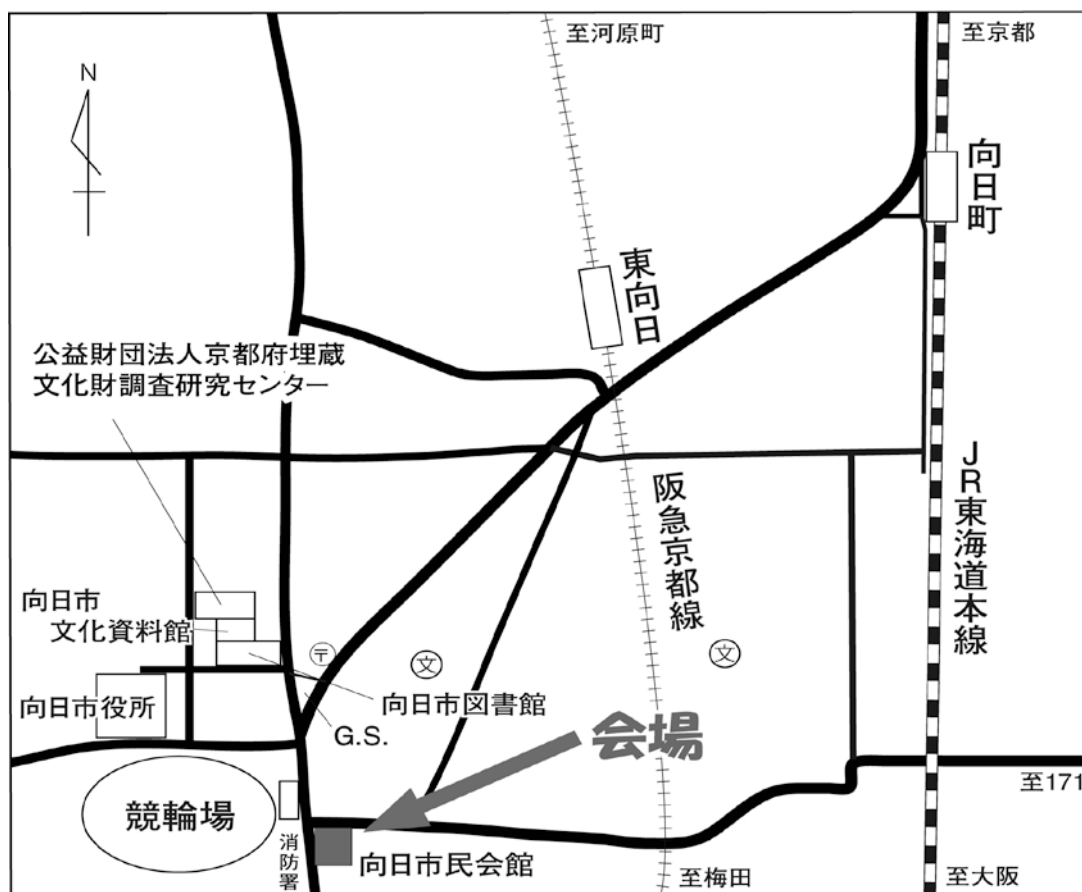 至河原町
至京都
N
向日町
東向日
公益財団法人京都府埋蔵
文化財調査研究センター
JR東海道本線
阪急京都線
向日市
文化資料館
〒
文
文
向日市役所
向日市図書館
G.S.
会場
至171
競輪場
消防署
向日市民会館
至梅田
至大阪